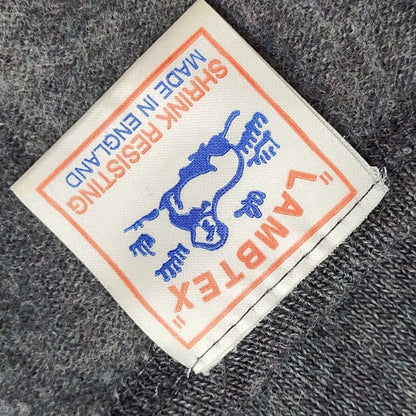 "LAMBTEX"
SHRINK RESISTING
MADE IN ENGLAND